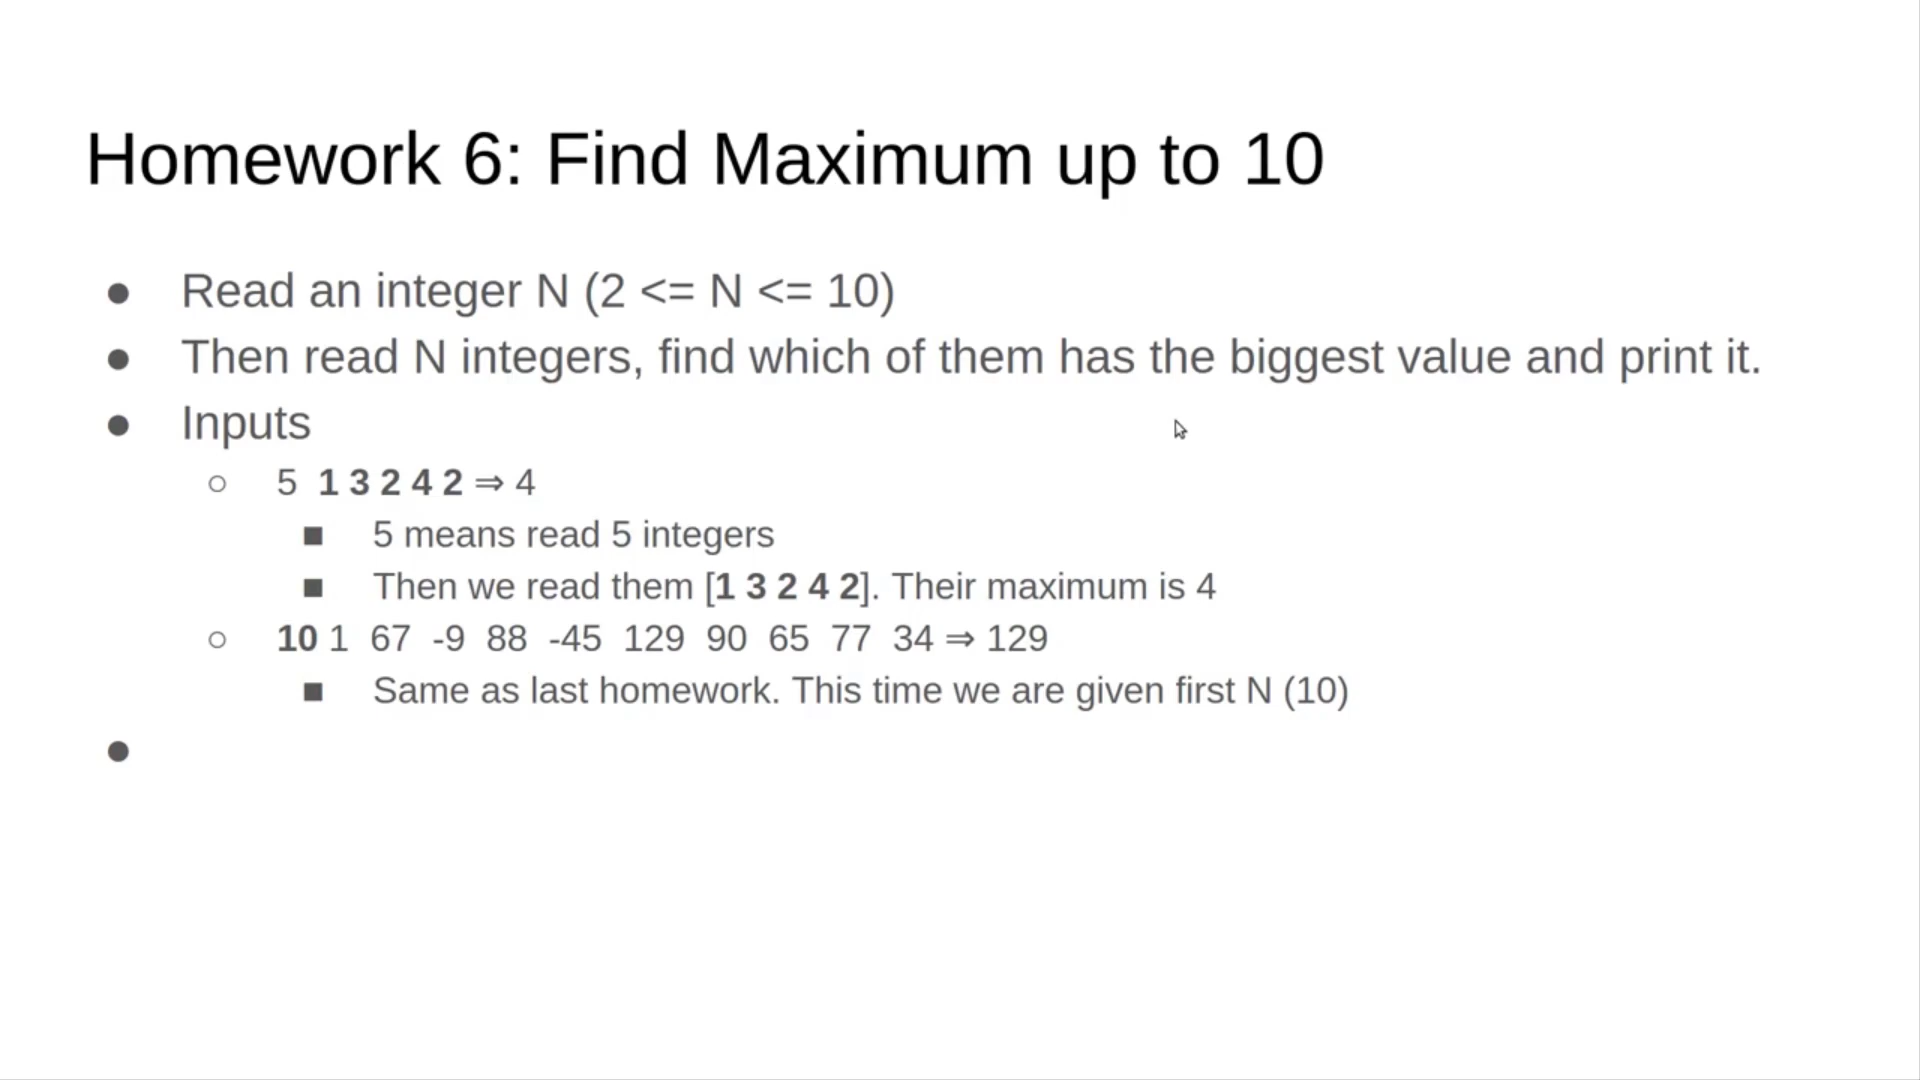 Homework 6: Find Maximum up to 10
● Read an integer N (2 <= N <= 10)
● Then read N integers, find which of them has the biggest value and print it.
● Inputs
○ 5 1 3 2 4 2 ⇒ 4
■ 5 means read 5 integers
■ Then we read them [1 3 2 4 2]. Their maximum is 4
○ 10 1 67 -9 88 -45 129 90 65 77 34 ⇒ 129
■ Same as last homework. This time we are given first N (10)
●